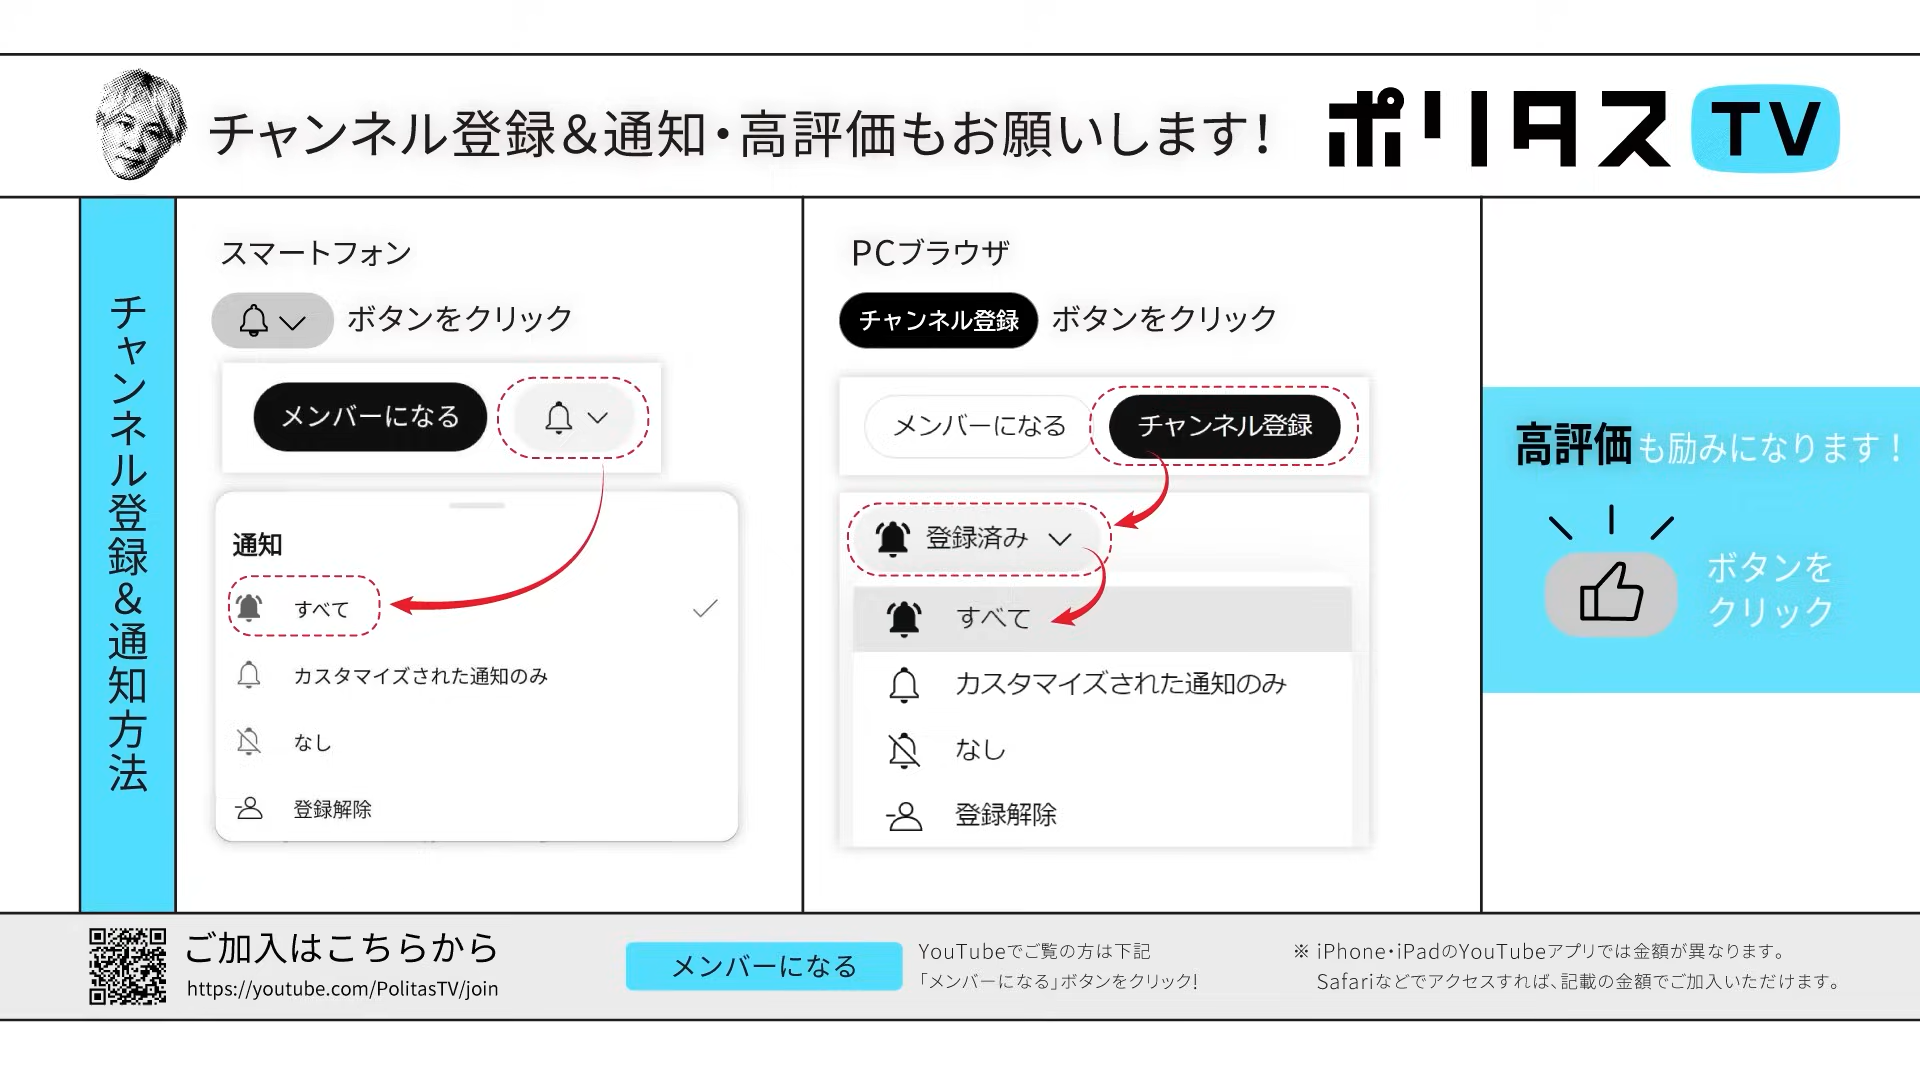 チャンネル登録＆通知・高評価もお願いします！
ポリタスTV
チャンネル登録＆通知方法
スマートフォン
ボタンをクリック
メンバーになる
通知
すべて
カスタマイズされた通知のみ
なし
登録解除
PCブラウザ
チャンネル登録 ボタンをクリック
メンバーになる チャンネル登録
登録済み
すべて
カスタマイズされた通知のみ
なし
登録解除
高評価も励みになります！
ボタンを
クリック
ご加入はこちらから
https://youtube.com/PolitasTV/join
メンバーになる
YouTubeでご覧の方は下記
「メンバーになる」ボタンをクリック!
※ iPhone・iPadのYouTubeアプリでは金額が異なります。
Safariなどでアクセスすれば、記載の金額でご加入いただけます。